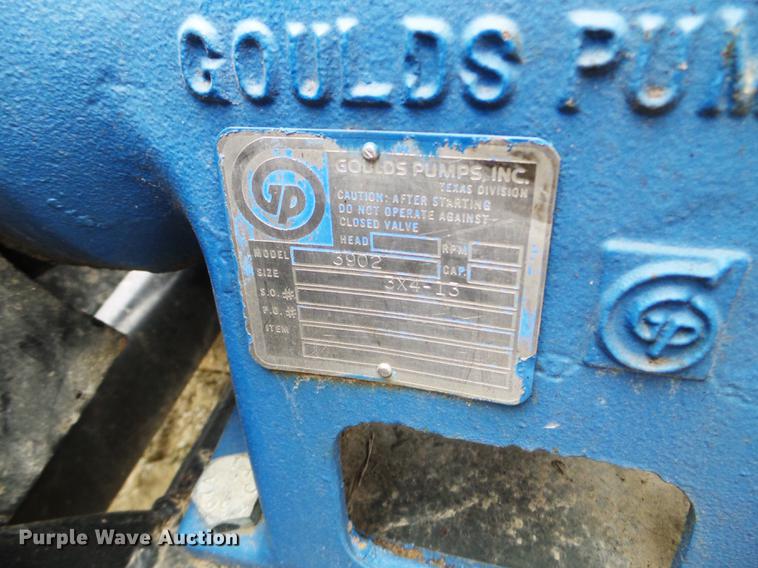 GOULDS PUM
GP
GOULDS PUMPS, INC.
TEXAS DIVISION
CAUTION: AFTER STARTING
DO NOT OPERATE AGAINST
CLOSED VALVE
HEAD RPM
MODEL 3902 CAP.
SIZE 3X4-13
S.O. #
P.O. #
ITEM
GP
Purple Wave Auction